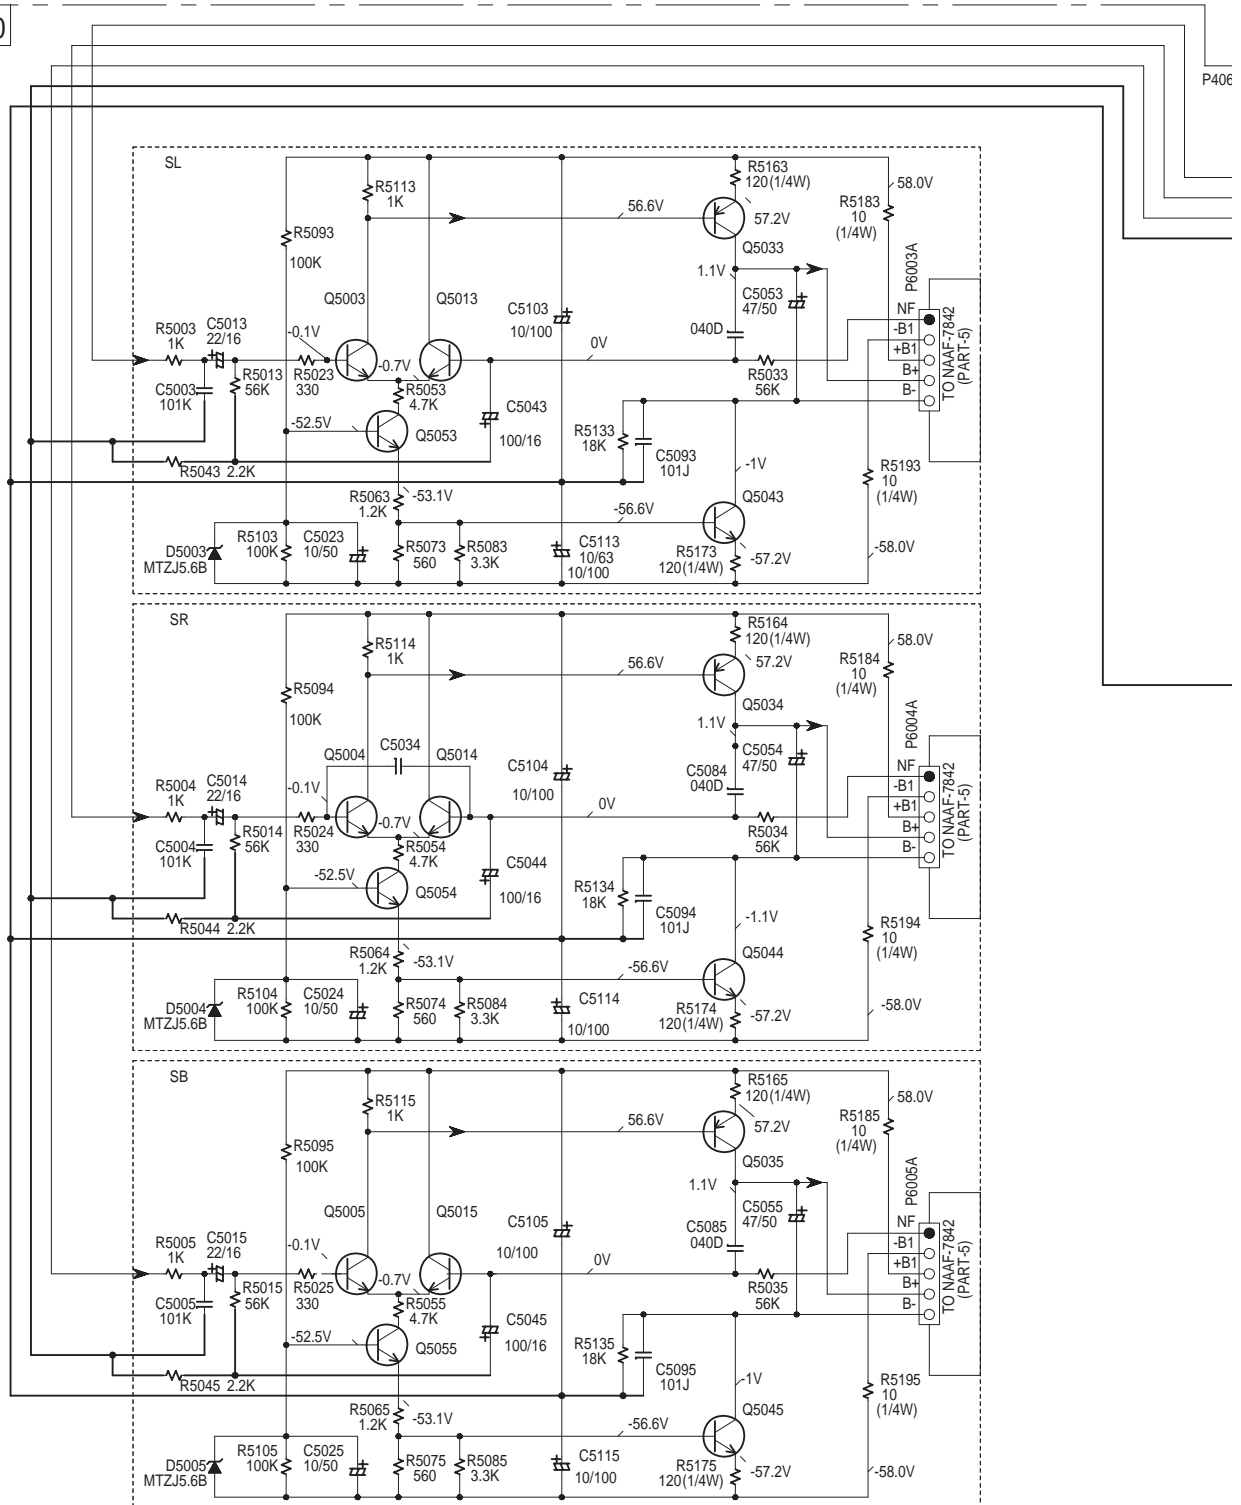 0
P406
SL
R5113
1K
R5163
120(1/4W)
58.0V
R5183
10
(1/4W)
56.6V
57.2V
R5093
100K
Q5033
1.1V
P6003A
Q5003
Q5013
C5103
10/100
C5053
47/50
040D
NF
-B1
+B1
B+
B-
TO NAAF-7842
(PART-5)
R5003
1K
C5013
22/16
-0.1V
0V
R5023
330
-0.7V
R5013
56K
C5003
101K
R5053
4.7K
R5033
56K
C5043
100/16
-52.5V
Q5053
R5133
18K
C5093
101J
R5043 2.2K
-1V
R5193
10
(1/4W)
R5063
1.2K
-53.1V
Q5043
-56.6V
D5003
MTZJ5.6B
R5103
100K
C5023
10/50
R5073
560
R5083
3.3K
C5113
10/63
10/100
R5173
120(1/4W)
-57.2V
-58.0V
SR
R5114
1K
R5164
120(1/4W)
58.0V
R5184
10
(1/4W)
56.6V
57.2V
R5094
100K
Q5034
1.1V
P6004A
Q5004
C5034
Q5014
C5104
10/100
C5054
47/50
C5084
040D
NF
-B1
+B1
B+
B-
TO NAAF-7842
(PART-5)
R5004
1K
C5014
22/16
-0.1V
0V
R5024
330
-0.7V
R5014
56K
C5004
101K
R5054
4.7K
R5034
56K
C5044
100/16
-52.5V
Q5054
R5134
18K
C5094
101J
R5044 2.2K
-1.1V
R5194
10
(1/4W)
R5064
1.2K
-53.1V
Q5044
-56.6V
D5004
MTZJ5.6B
R5104
100K
C5024
10/50
R5074
560
R5084
3.3K
C5114
10/100
R5174
120(1/4W)
-57.2V
-58.0V
SB
R5115
1K
R5165
120(1/4W)
58.0V
R5185
10
(1/4W)
56.6V
57.2V
R5095
100K
Q5035
1.1V
P6005A
Q5005
Q5015
C5105
10/100
C5055
47/50
C5085
040D
NF
-B1
+B1
B+
B-
TO NAAF-7842
(PART-5)
R5005
1K
C5015
22/16
-0.1V
0V
R5025
330
-0.7V
R5015
56K
C5005
101K
R5055
4.7K
R5035
56K
C5045
100/16
-52.5V
Q5055
R5135
18K
C5095
101J
R5045 2.2K
-1V
R5195
10
(1/4W)
R5065
1.2K
-53.1V
Q5045
-56.6V
D5005
MTZJ5.6B
R5105
100K
C5025
10/50
R5075
560
R5085
3.3K
C5115
10/100
R5175
120(1/4W)
-57.2V
-58.0V